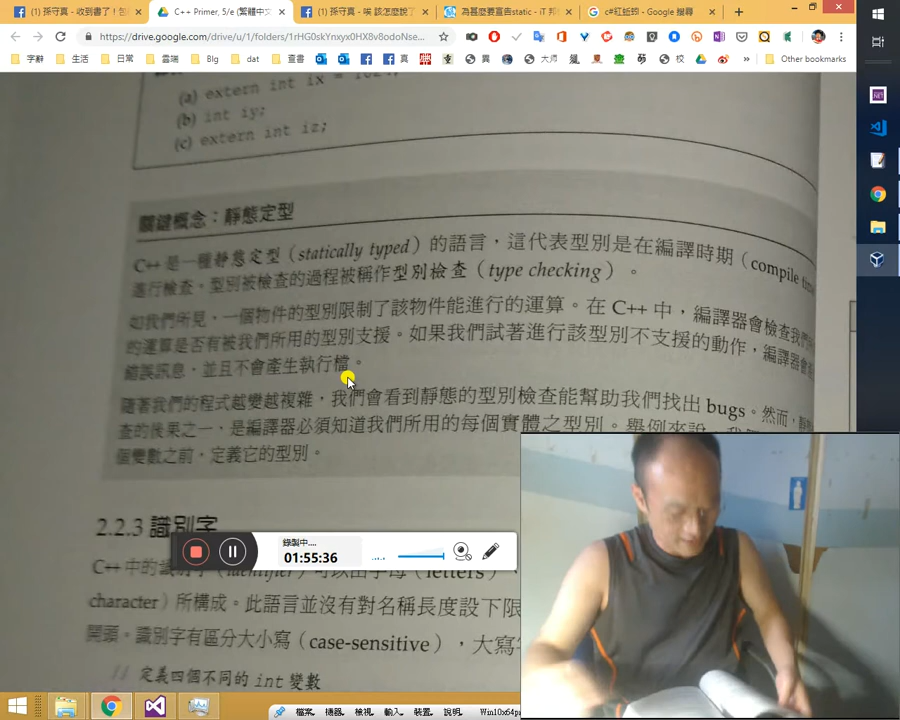 (1) 孫守真 - 收到書了！包
C++ Primer, 5/e (繁體中文
(1) 孫守真 - 唉 該怎麼說了
為甚麼要宣告static - iT 邦
c#紅蚯蚓 - Google 搜尋
https://drive.google.com/drive/u/1/folders/1rHG0skYnxyx0HX8v8odoNse...
字辭
生活
日常
雲端
Blg
dat
查書
真
大師
校
Other bookmarks
(a) extern int ix = 1024;
(b) int iy;
(c) extern int iz;
關鍵概念：靜態定型
C++ 是一種靜態定型（statically typed）的語言，這代表型別是在編譯時期（compile time
進行檢查。型別被檢查的過程被稱作型別檢查（type checking）。
如我們所見，一個物件的型別限制了該物件能進行的運算。在 C++ 中，編譯器會檢查我們
的運算是否有被我們所用的型別支援。如果我們試著進行該型別不支援的動作，編譯器會
錯誤訊息，並且不會產生執行檔。
隨著我們的程式越變越複雜，我們會看到靜態的型別檢查能幫助我們找出 bugs。然而，
查的後果之一，是編譯器必須知道我們所用的每個實體之型別。舉例來說，我
個變數之前，定義它的型別。
2.2.3 識別字
錄製中....
01:55:36
C++ 中的識別字（identifier）可以由字母（letters）、
character）所構成。此語言並沒有對名稱長度設下限
開頭。識別字有區分大小寫（case-sensitive），大寫
// 定義四個不同的 int 變數
檔案 機器 檢視 輸入 裝置 說明
Win10x64p